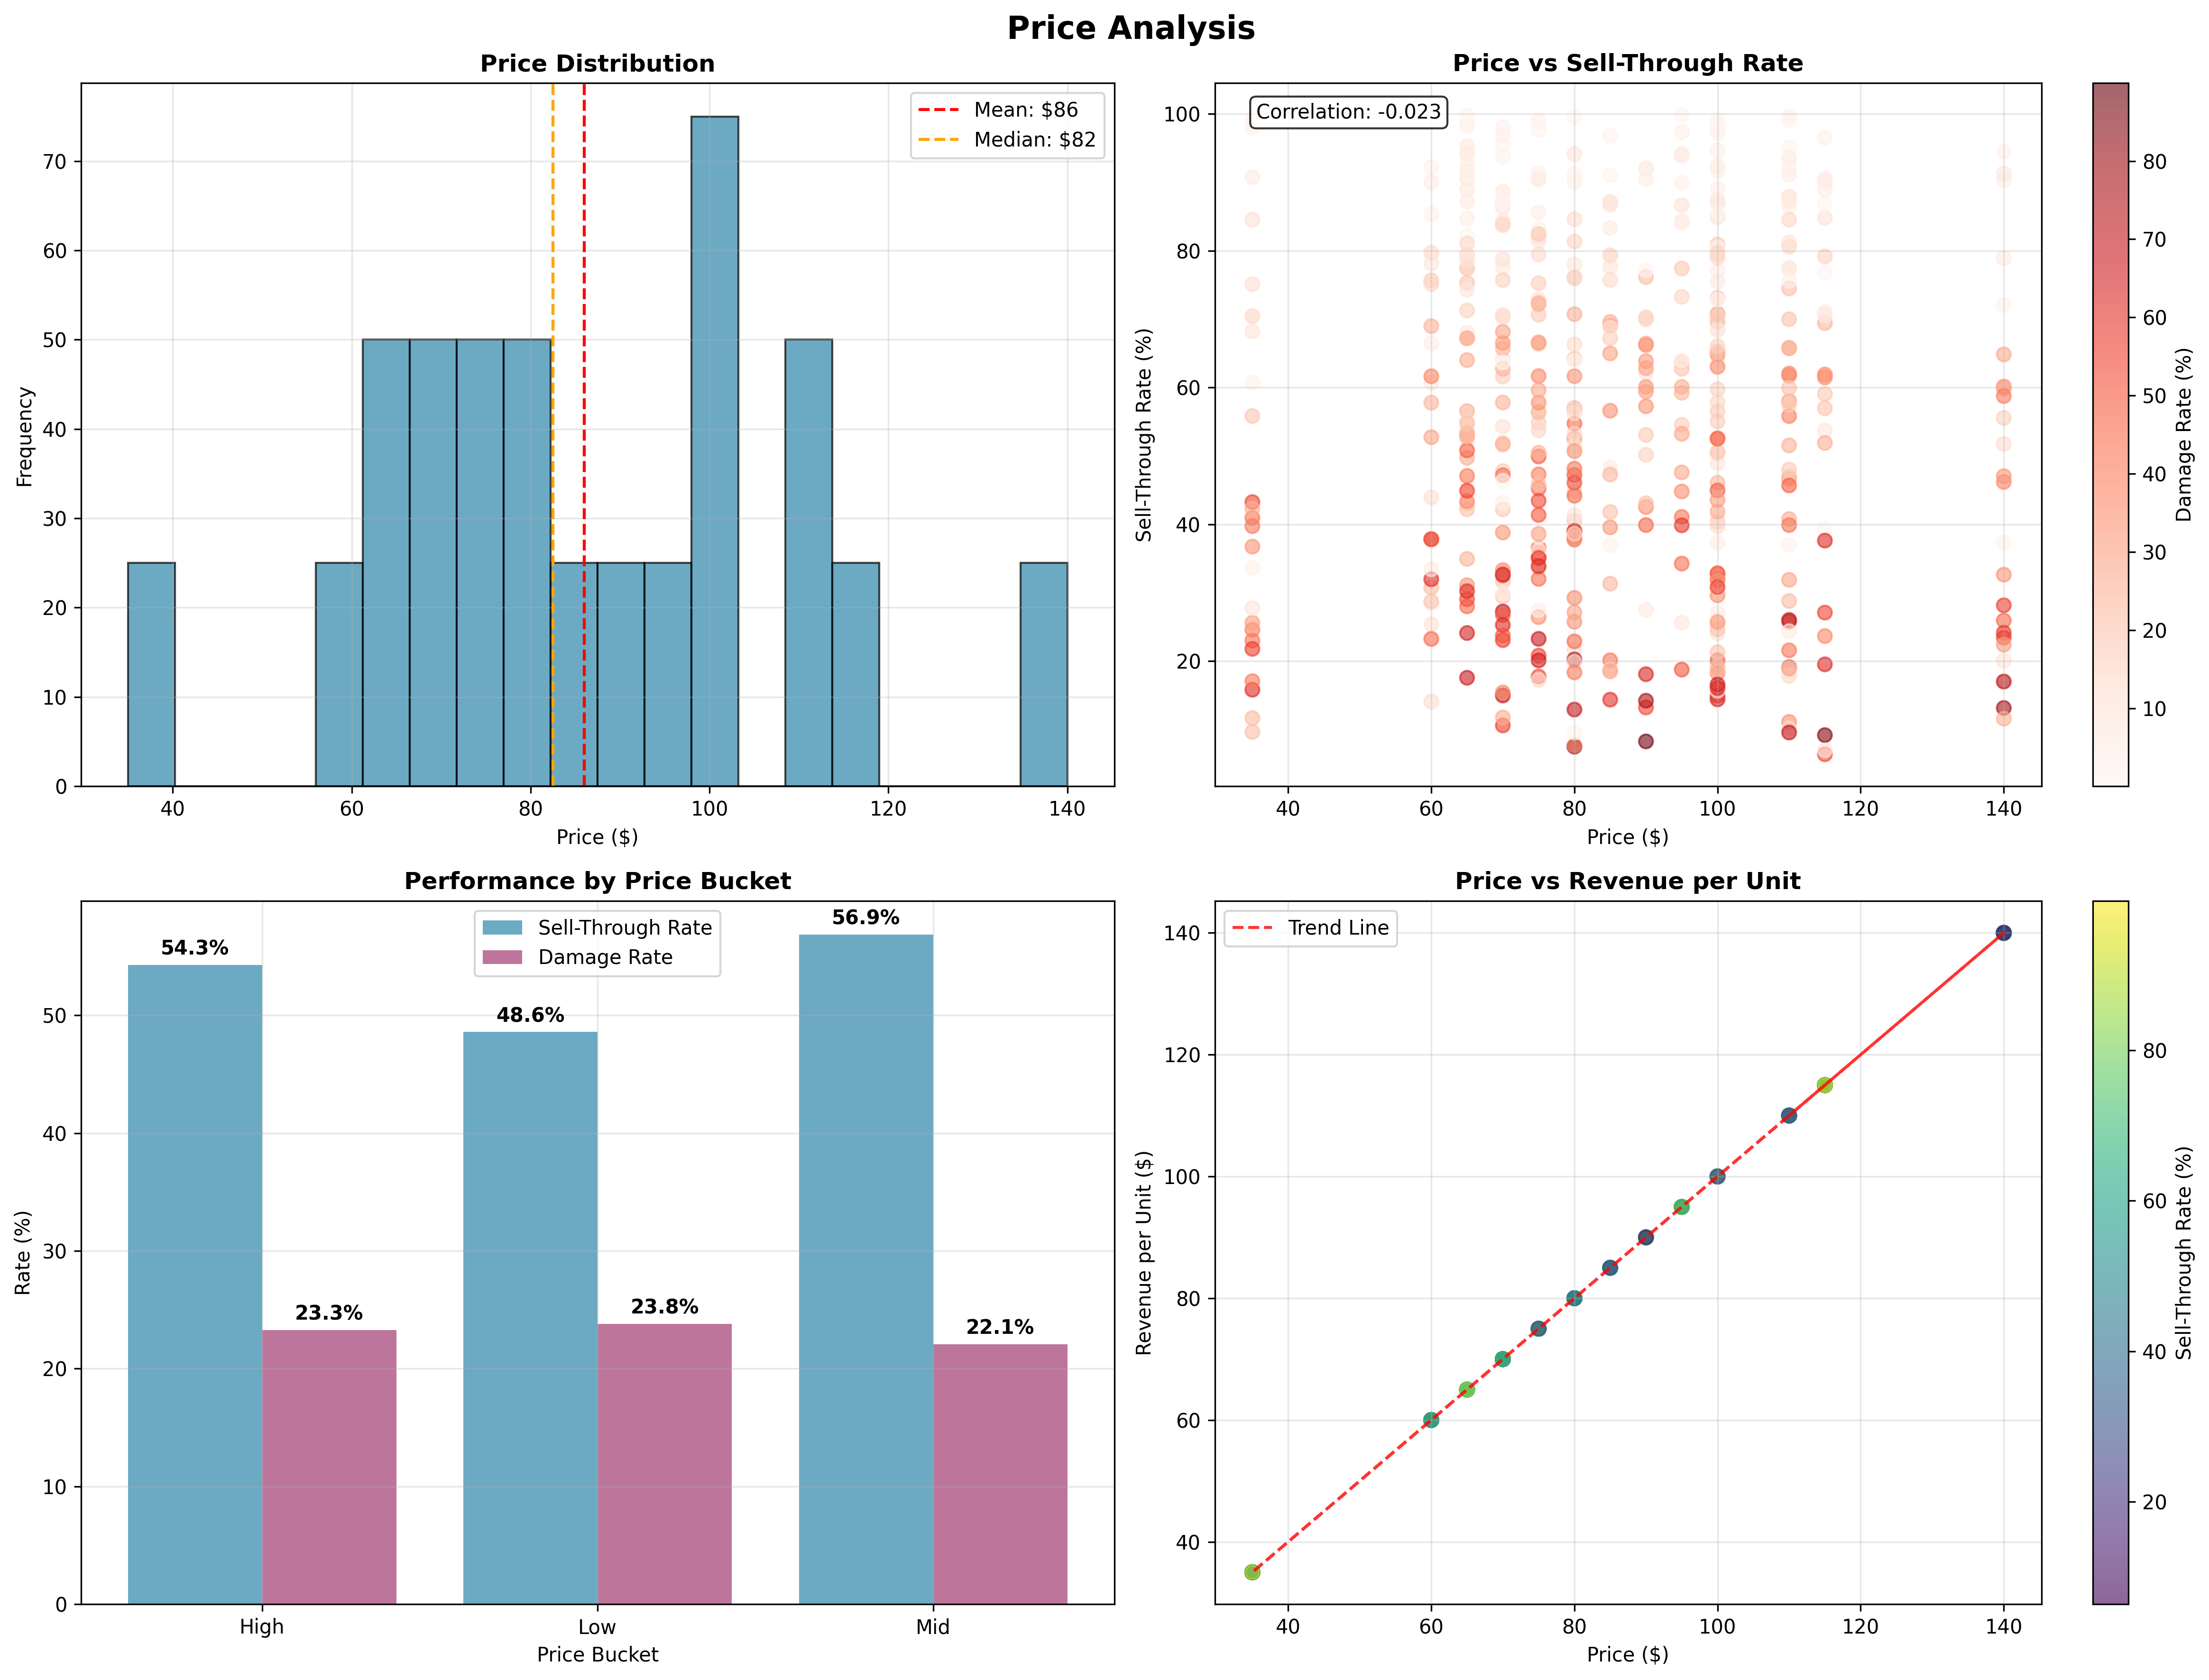 Price Analysis
Price Distribution
Frequency
70
60
50
40
30
20
10
0
40
60
80
100
120
140
Price ($)
Mean: $86
Median: $82
Price vs Sell-Through Rate
Correlation: -0.023
Sell-Through Rate (%)
100
80
60
40
20
40
60
80
100
120
140
Price ($)
80
70
60
50
40
30
20
10
Damage Rate (%)
Performance by Price Bucket
Sell-Through Rate
Damage Rate
Rate (%)
50
40
30
20
10
0
54.3%
23.3%
48.6%
23.8%
56.9%
22.1%
High
Low
Mid
Price Bucket
Price vs Revenue per Unit
Trend Line
Revenue per Unit ($)
140
120
100
80
60
40
40
60
80
100
120
140
Price ($)
80
60
40
20
Sell-Through Rate (%)